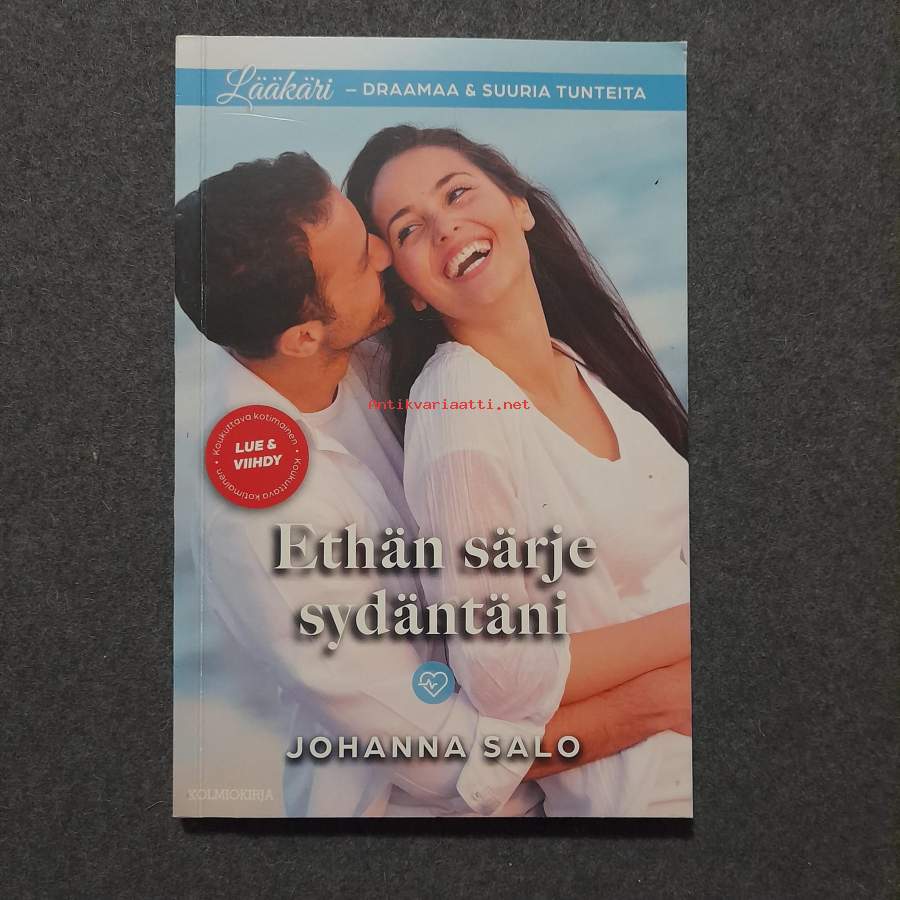 Lääkäri – DRAAMAA & SUURIA TUNTEITA
Antikvariaatti.net
Koukuttava kotimainen • Koukuttava kotimainen •
LUE &
VIIHDY
Ethän särje
sydäntäni
JOHANNA SALO
KOLMIOKIRJA